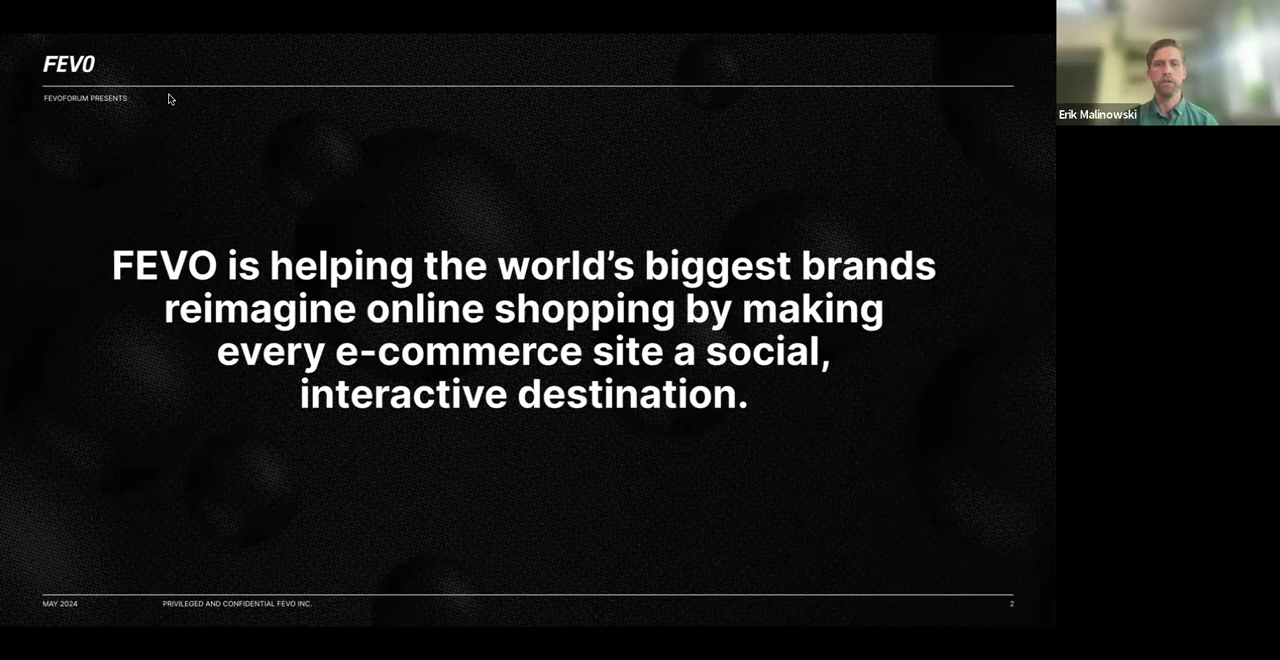 FEVO
FEVOFORUM PRESENTS
FEVO is helping the world’s biggest brands
reimagine online shopping by making
every e-commerce site a social,
interactive destination.
MAY 2024 PRIVILEGED AND CONFIDENTIAL FEVO INC. 2
Erik Malinowski